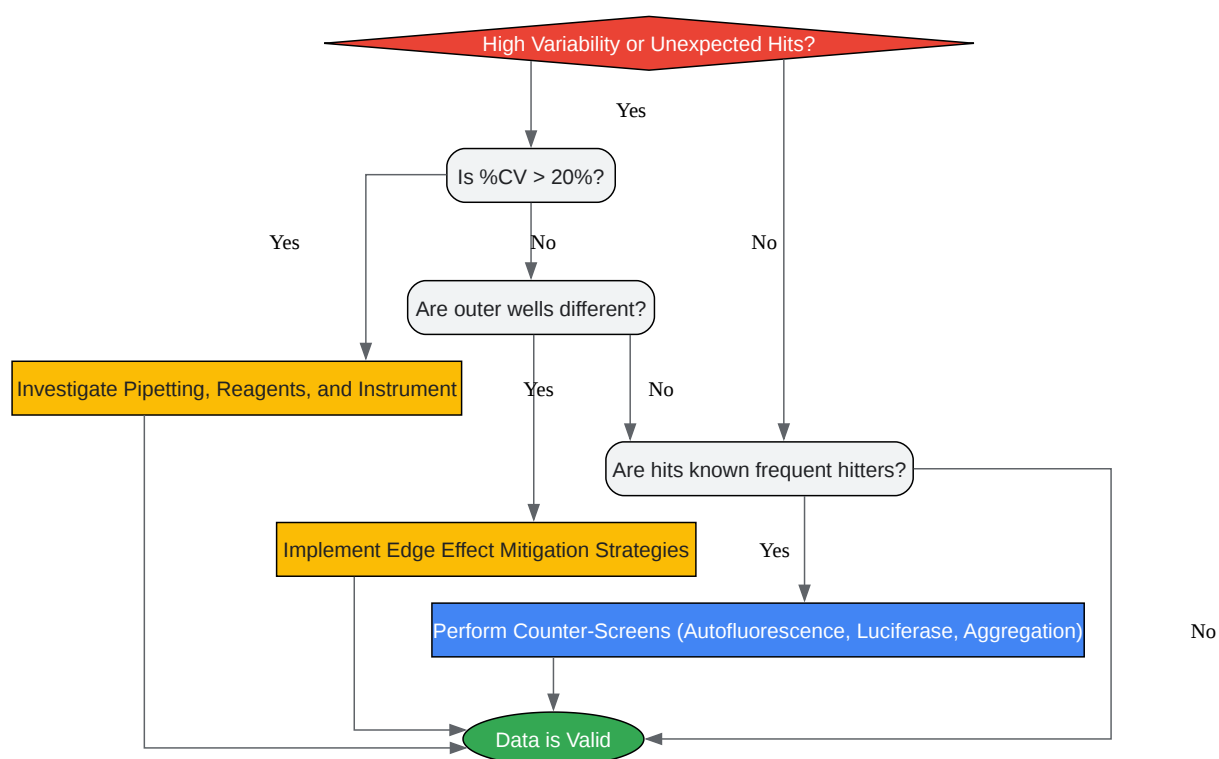 High Variability or Unexpected Hits?
Yes
Is %CV > 20%?
Yes
No
No
Are outer wells different?
Investigate Pipetting, Reagents, and Instrument
Yes
No
Are hits known frequent hitters?
Implement Edge Effect Mitigation Strategies
Yes
Perform Counter-Screens (Autofluorescence, Luciferase, Aggregation)
No
Data is Valid